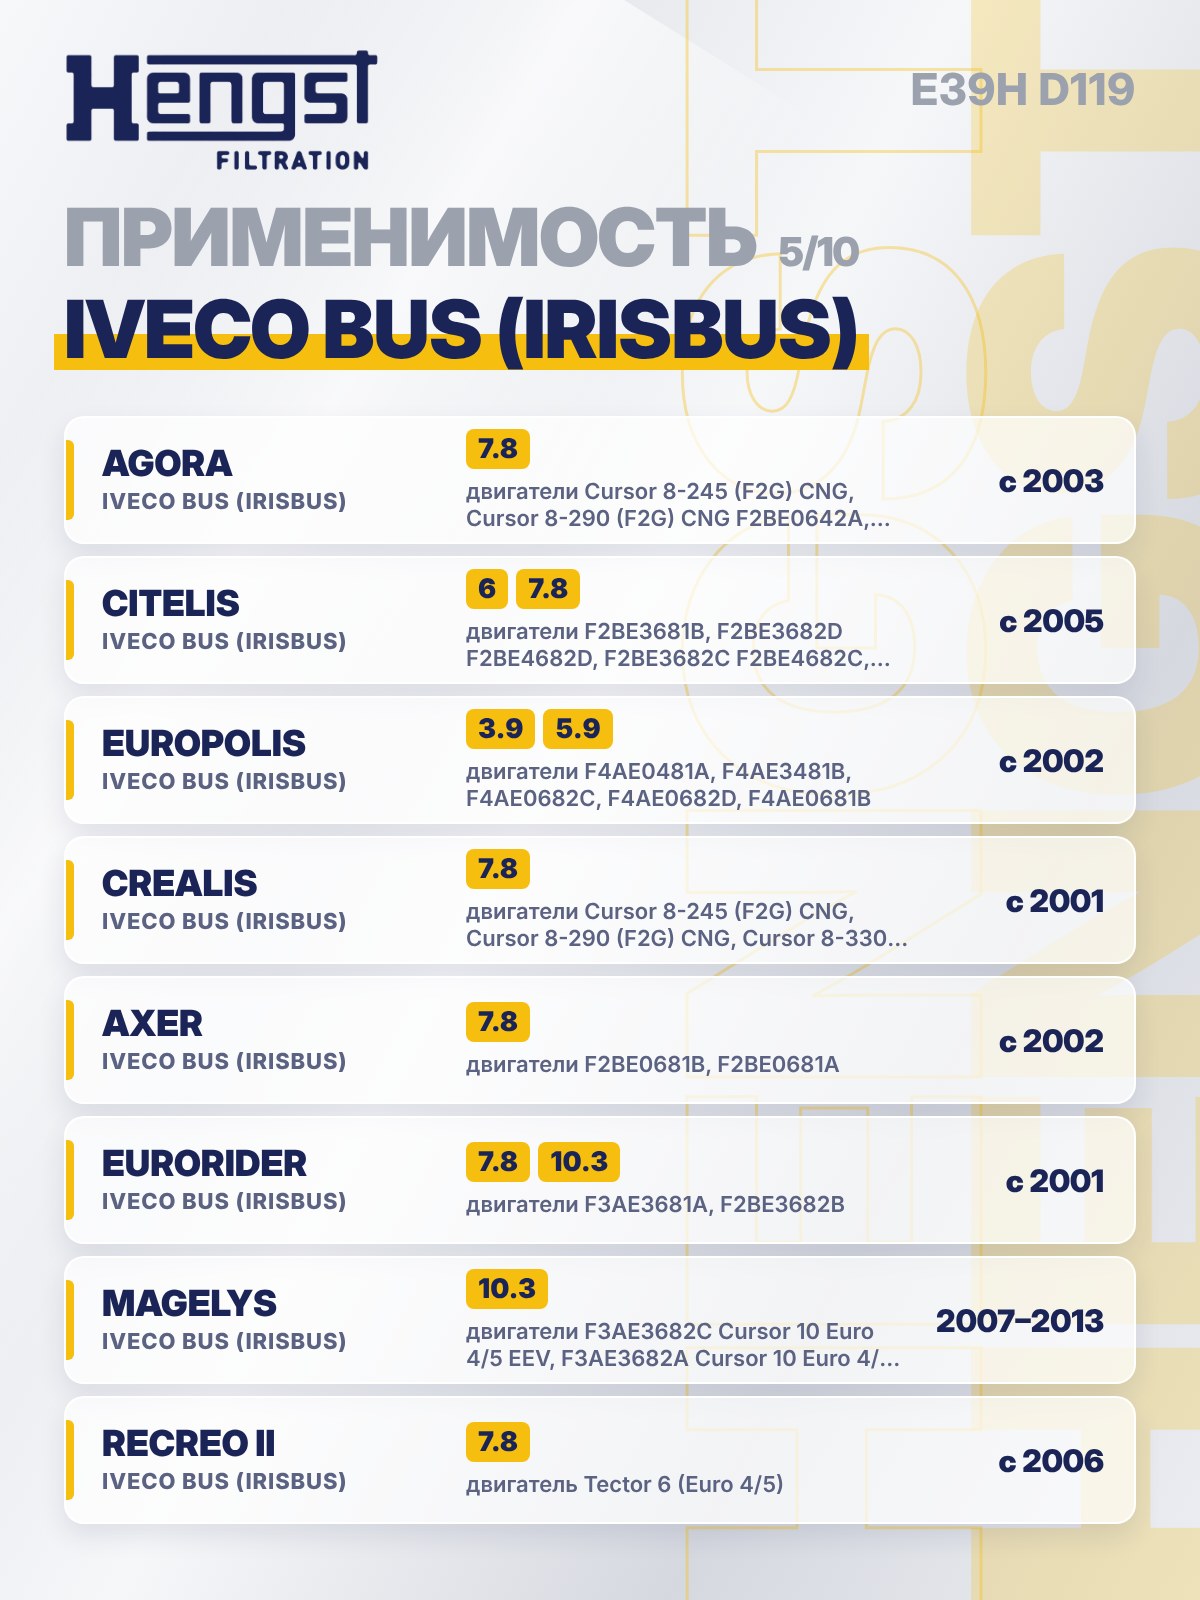 Hengst
FILTRATION
E39H D119
ПРИМЕНИМОСТЬ 5/10
IVECO BUS (IRISBUS)
AGORA
IVECO BUS (IRISBUS)
7.8
двигатели Cursor 8-245 (F2G) CNG,
Cursor 8-290 (F2G) CNG F2BE0642A,...
с 2003
CITELIS
IVECO BUS (IRISBUS)
6 7.8
двигатели F2BE3681B, F2BE3682D
F2BE4682D, F2BE3682C F2BE4682C,...
с 2005
EUROPOLIS
IVECO BUS (IRISBUS)
3.9 5.9
двигатели F4AE0481A, F4AE3481B,
F4AE0682C, F4AE0682D, F4AE0681B
с 2002
CREALIS
IVECO BUS (IRISBUS)
7.8
двигатели Cursor 8-245 (F2G) CNG,
Cursor 8-290 (F2G) CNG, Cursor 8-330...
с 2001
AXER
IVECO BUS (IRISBUS)
7.8
двигатели F2BE0681B, F2BE0681A
с 2002
EURORIDER
IVECO BUS (IRISBUS)
7.8 10.3
двигатели F3AE3681A, F2BE3682B
с 2001
MAGELYS
IVECO BUS (IRISBUS)
10.3
двигатели F3AE3682C Cursor 10 Euro
4/5 EEV, F3AE3682A Cursor 10 Euro 4/...
2007–2013
RECREO II
IVECO BUS (IRISBUS)
7.8
двигатель Tector 6 (Euro 4/5)
с 2006
HENGST